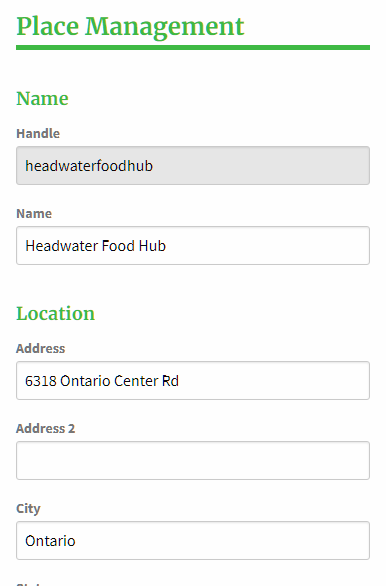 Place Management
Name
Handle
headwaterfoodhub
Name
Headwater Food Hub
Location
Address
6318 Ontario Center Rd
Address 2
City
Ontario